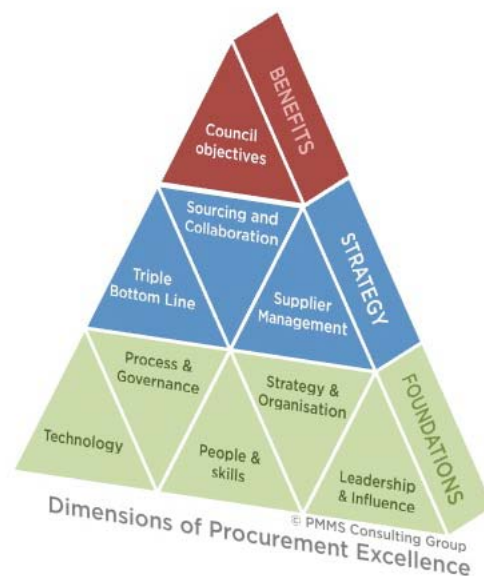 BENEFITS
Council
objectives
STRATEGY
Sourcing and
Collaboration
Triple
Bottom Line
Supplier
Management
FOUNDATIONS
Process &
Governance
Strategy &
Organisation
Technology
People &
skills
Leadership
& Influence
© PMMS Consulting Group
Dimensions of Procurement Excellence